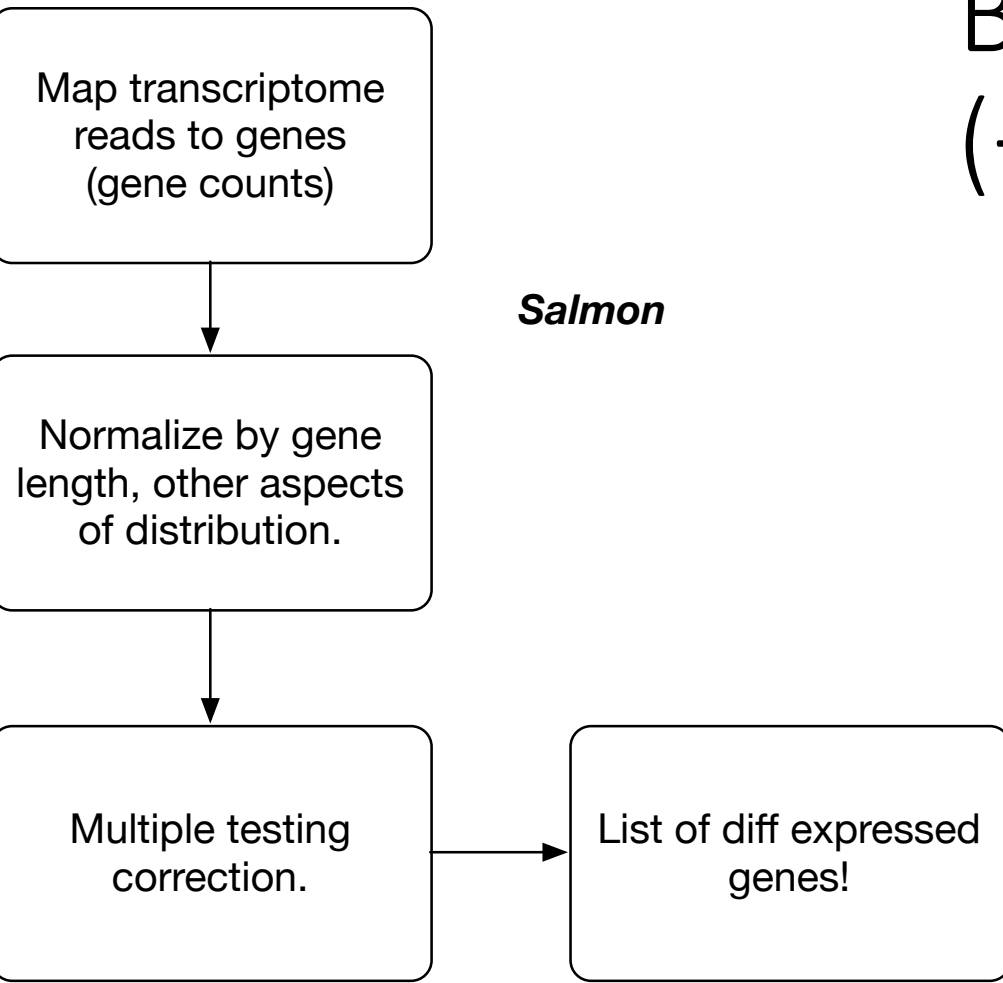 Map transcriptome
reads to genes
(gene counts)
Salmon
Normalize by gene
length, other aspects
of distribution.
Multiple testing
correction.
List of diff expressed
genes!